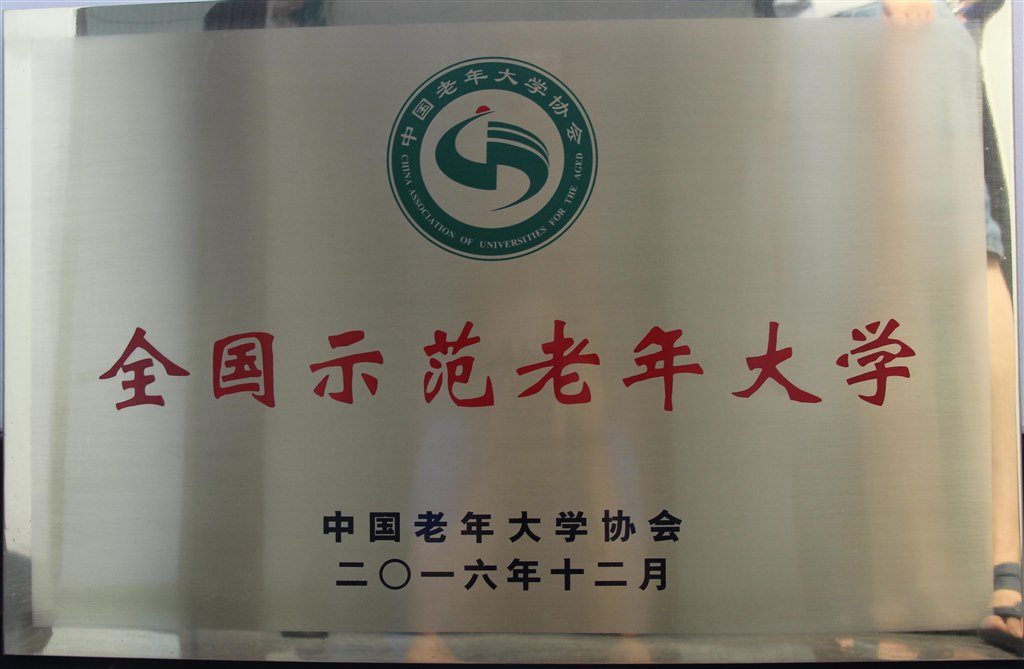 中国老年大学协会
CHINA ASSOCIATION OF UNIVERSITIES FOR THE AGED
全国示范老年大学
中国老年大学协会
二〇一六年十二月